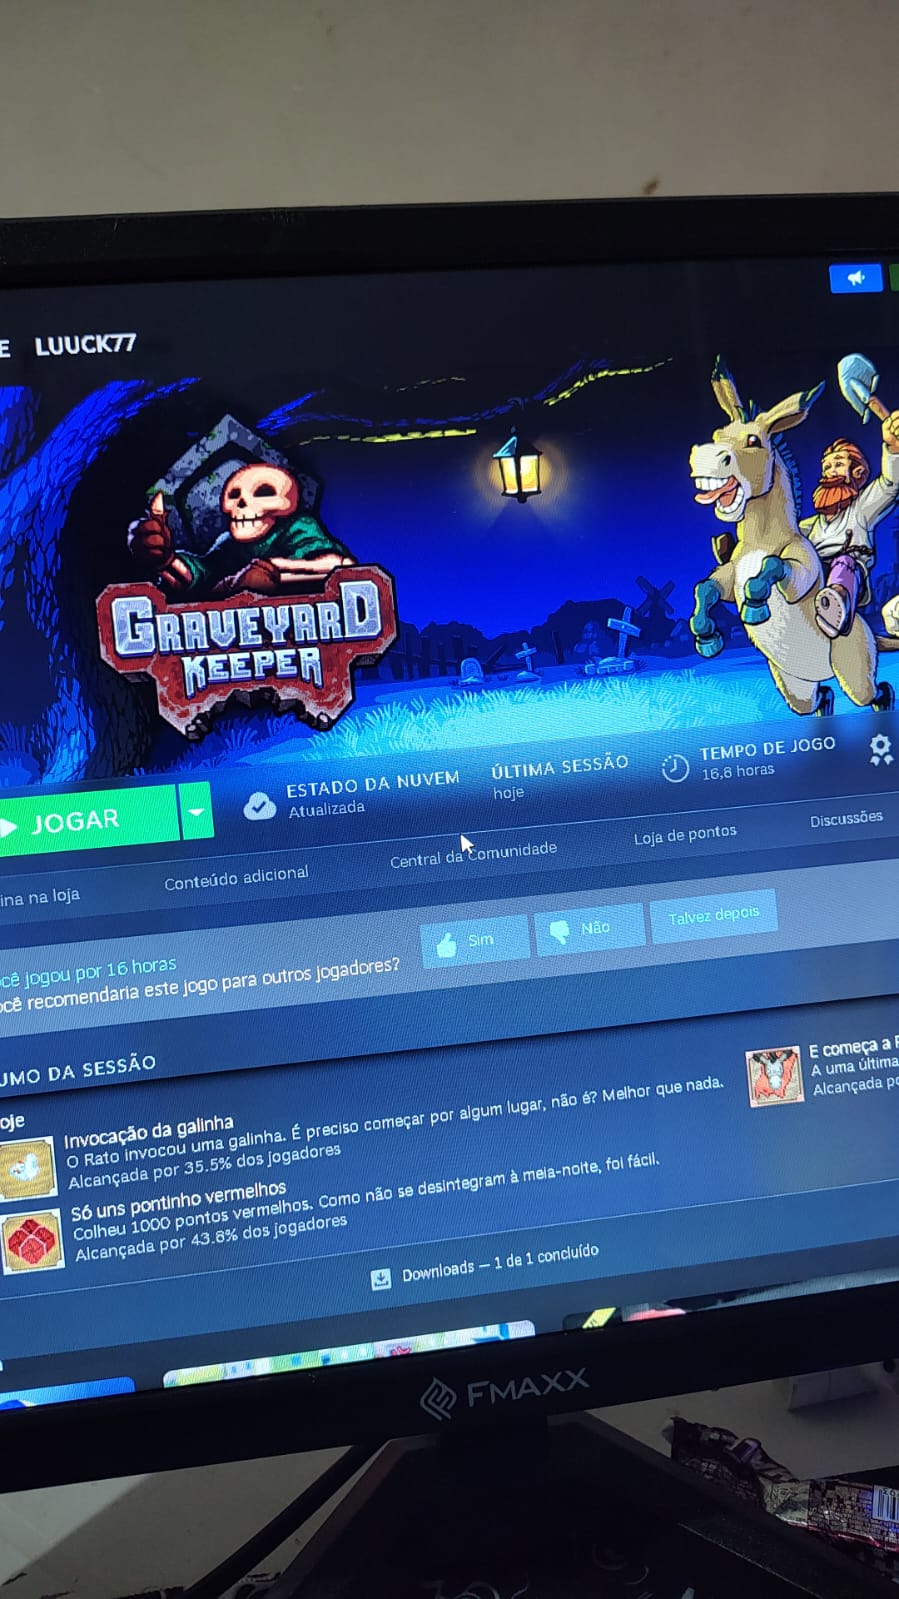 E LUUCK77
GRAVEYARD
KEEPER
JOGAR
ESTADO DA NUVEM
Atualizada
ÚLTIMA SESSÃO
hoje
TEMPO DE JOGO
16,8 horas
ina na loja
Conteúdo adicional
Central da Comunidade
Loja de pontos
Discussões
ocê jogou por 16 horas
ocê recomendaria este jogo para outros jogadores?
Sim
Não
Talvez depois
UMO DA SESSÃO
oje
Invocação da galinha
O Rato invocou uma galinha. É preciso começar por algum lugar, não é? Melhor que nada.
Alcançada por 35.5% dos jogadores
E começa a
A uma última
Alcançada po
Só uns pontinho vermelhos
Colheu 1000 pontos vermelhos. Como não se desintegram à meia-noite, foi fácil.
Alcançada por 43.8% dos jogadores
Downloads — 1 de 1 concluído
FMAXX